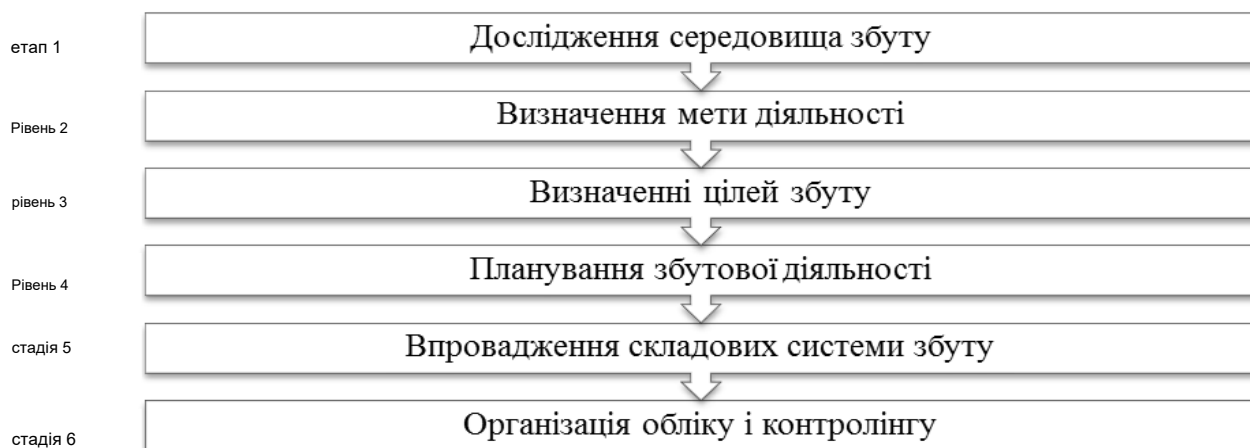 етап 1
Дослідження середовища збуту
Рівень 2
Визначення мети діяльності
рівень 3
Визначенні цілей збуту
Рівень 4
Планування збутової діяльності
стадія 5
Впровадження складових системи збуту
стадія 6
Організація обліку і контролінгу